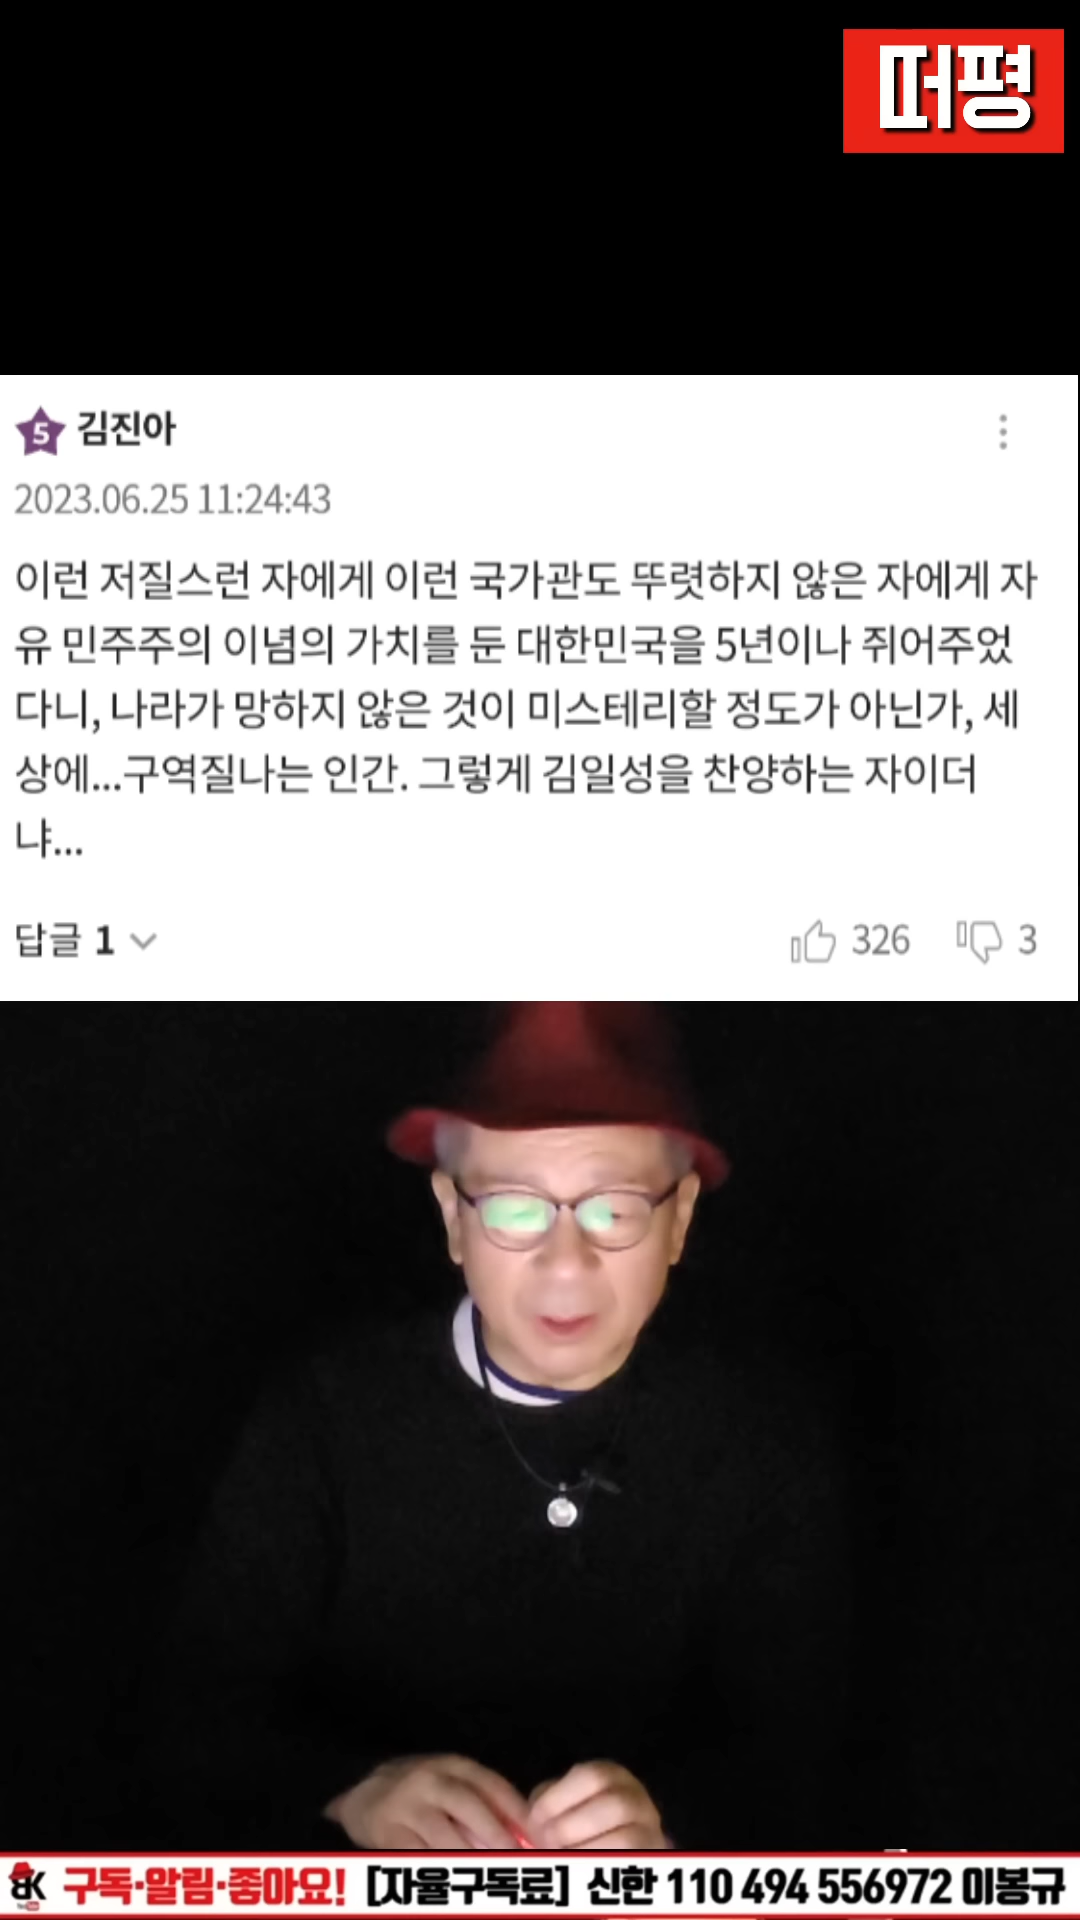 떠평
5 김진아
2023.06.25 11:24:43
이런 저질스런 자에게 이런 국가관도 뚜렷하지 않은 자에게 자
유 민주주의 이념의 가치를 둔 대한민국을 5년이나 쥐어주었
다니, 나라가 망하지 않은 것이 미스테리할 정도가 아닌가, 세
상에...구역질나는 인간. 그렇게 김일성을 찬양하는 자이더
냐...
답글 1
326 3
BK 구독·알림·좋아요! [자율구독료] 신한 110 494 556972 이봉규